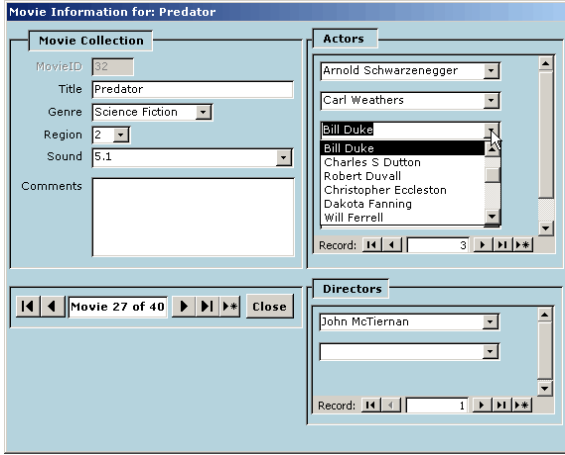 Movie Information for: Predator
Movie Collection
MovieID 32
Title Predator
Genre Science Fiction
Region 2
Sound 5.1
Comments
Movie 27 of 40 Close
Actors
Arnold Schwarzenegger
Carl Weathers
Bill Duke
Bill Duke
Charles S Dutton
Robert Duvall
Christopher Eccleston
Dakota Fanning
Will Ferrell
Record: 3
Directors
John McTiernan
Record: 1